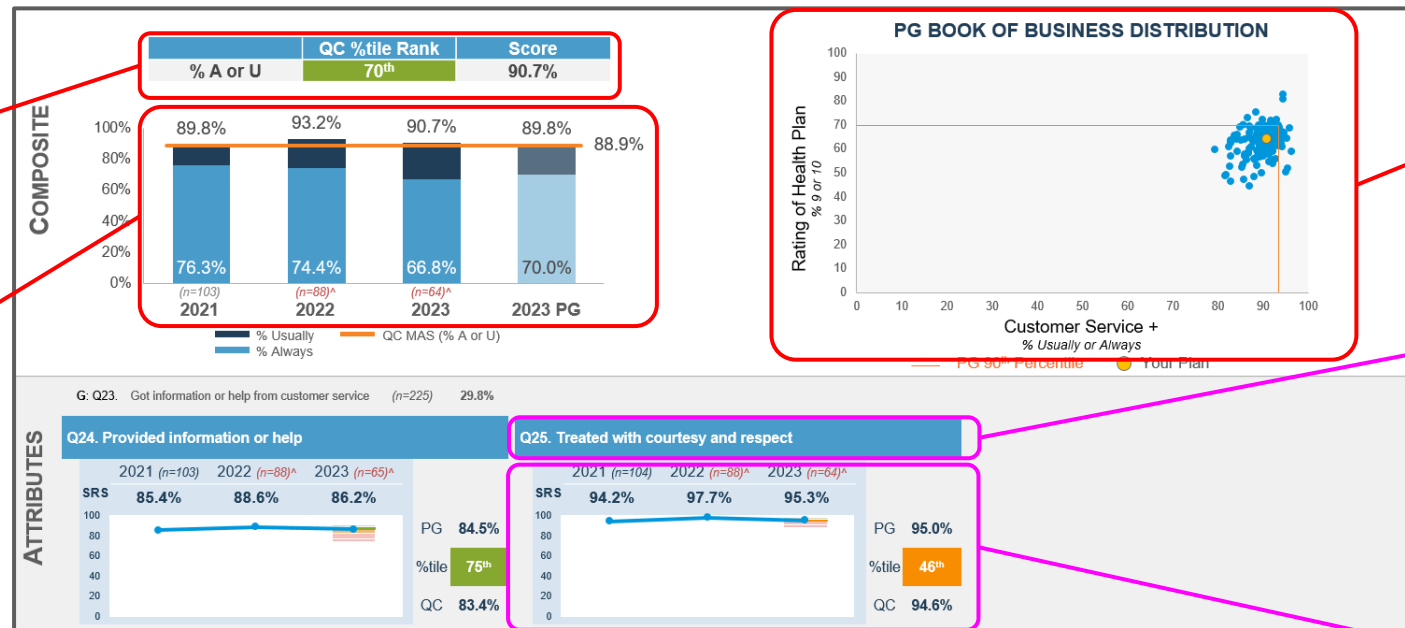 COMPOSITE
QC %tile Rank Score
% A or U 70th 90.7%
100%
80%
60%
40%
20%
0%
89.8% 93.2% 90.7% 89.8%
88.9%
76.3% 74.4% 66.8% 70.0%
(n=103) (n=88)^ (n=64)^
2021 2022 2023 2023 PG
% Usually QC MAS (% A or U)
% Always
PG BOOK OF BUSINESS DISTRIBUTION
Rating of Health Plan
% 9 or 10
100
90
80
70
60
50
40
30
20
10
0
0 10 20 30 40 50 60 70 80 90 100
Customer Service +
% Usually or Always
PG 90th Percentile Your Plan
ATTRIBUTES
G: Q23. Got information or help from customer service (n=225) 29.8%
Q24. Provided information or help
2021 (n=103) 2022 (n=88)^ 2023 (n=65)^
SRS 85.4% 88.6% 86.2%
100
80
60
40
20
0
PG 84.5%
%tile 75th
QC 83.4%
Q25. Treated with courtesy and respect
2021 (n=104) 2022 (n=88)^ 2023 (n=64)^
SRS 94.2% 97.7% 95.3%
100
80
60
40
20
0
PG 95.0%
%tile 46th
QC 94.6%